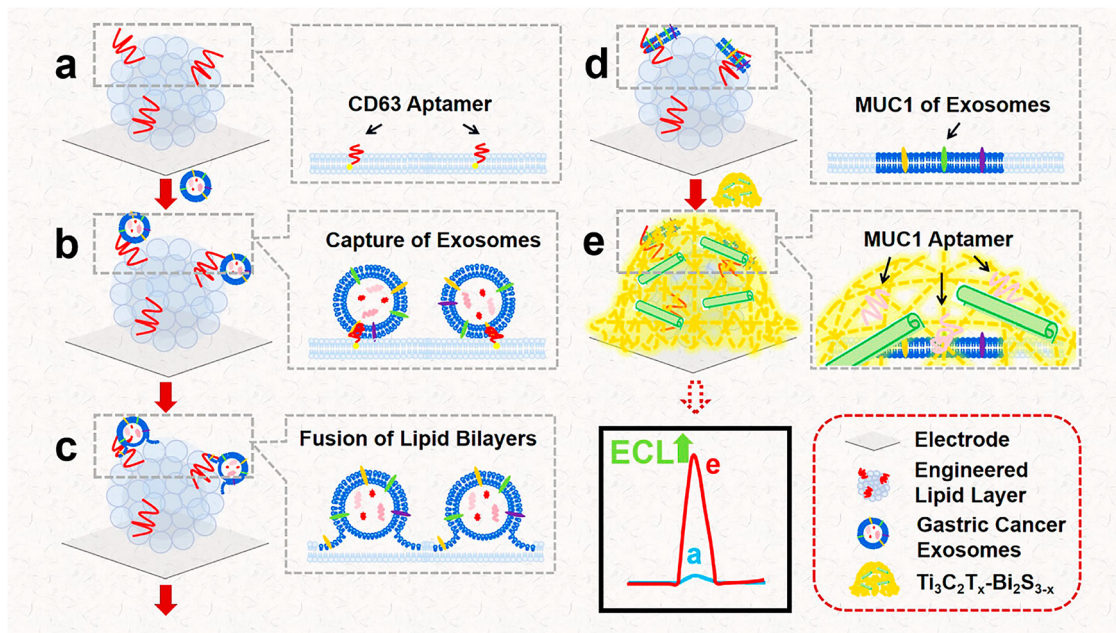 a
CD63 Aptamer
b
Capture of Exosomes
c
Fusion of Lipid Bilayers
d
MUC1 of Exosomes
e
MUC1 Aptamer
ECL
e
a
Electrode
Engineered
Lipid Layer
Gastric Cancer
Exosomes
Ti₃C₂Tₓ-Bi₂S₃₋ₓ